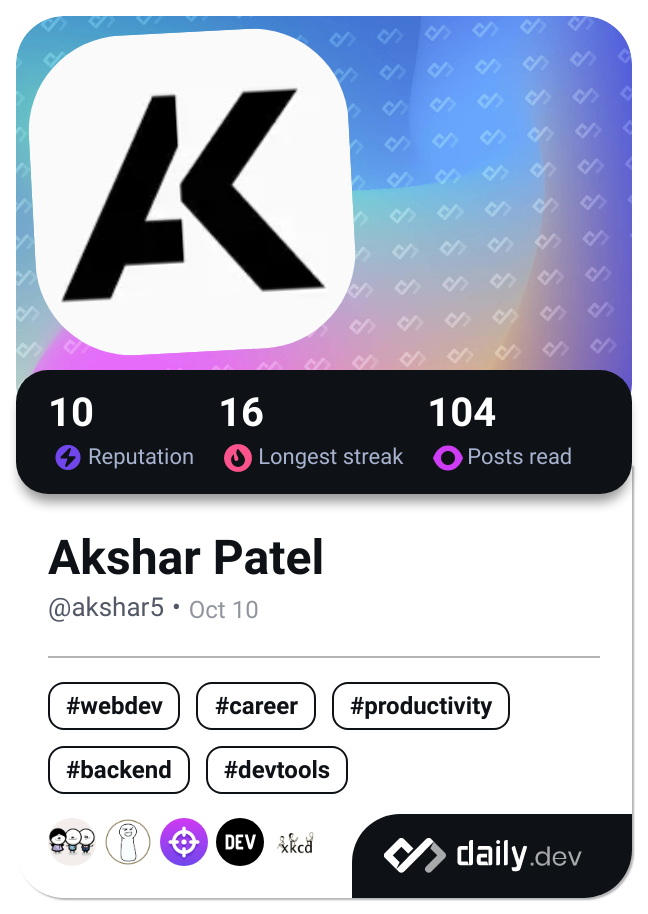 AK
10 16 104
Reputation Longest streak Posts read
Akshar Patel
@akshar5 • Oct 10
#webdev #career #productivity
#backend #devtools
DEV xkcd
daily.dev